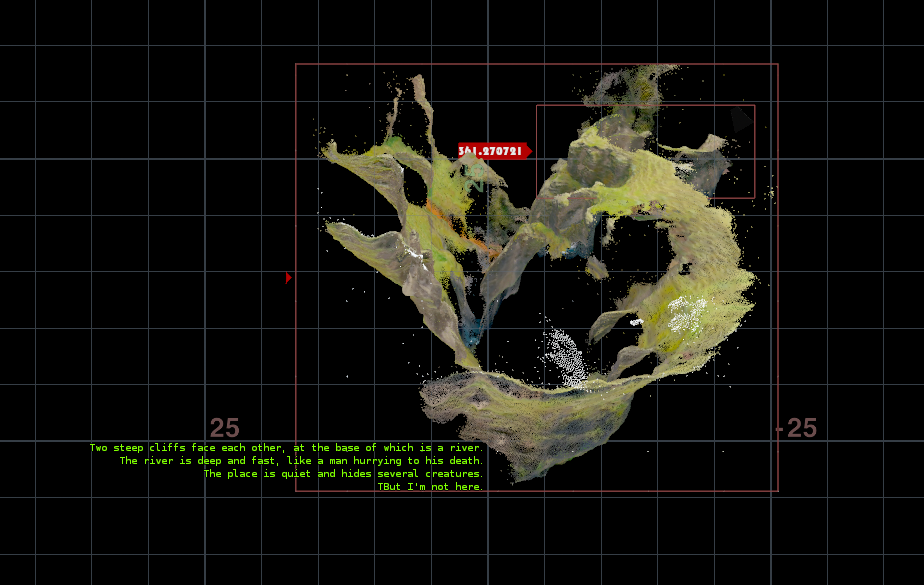 361.270721
25
-25
Two steep cliffs face each other, at the base of which is a river.
The river is deep and fast, like a man hurrying to his death.
The place is quiet and hides several creatures.
TBut I'm not here.